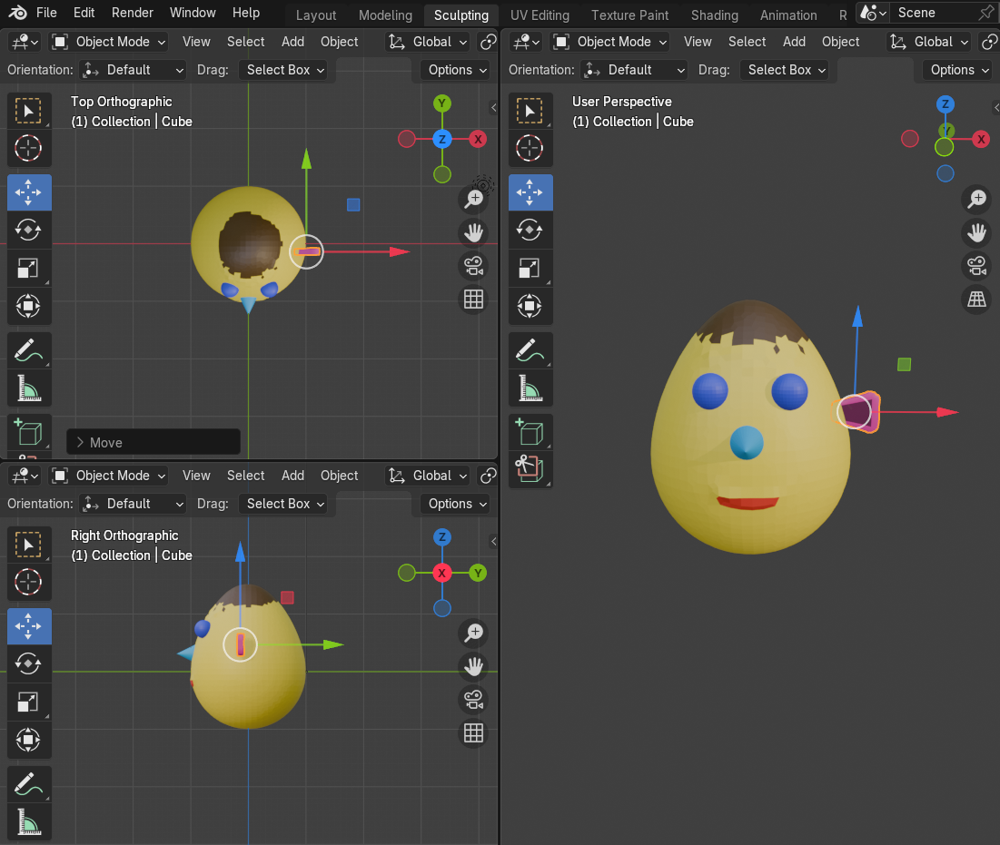 File Edit Render Window Help Layout Modeling Sculpting UV Editing Texture Paint Shading Animation R Scene
Object Mode View Select Add Object Global
Orientation: Default Drag: Select Box Options
Top Orthographic
(1) Collection | Cube
Y
Z
X
Move
Object Mode View Select Add Object Global
Orientation: Default Drag: Select Box Options
Right Orthographic
(1) Collection | Cube
Z
X
Y
Object Mode View Select Add Object Global
Orientation: Default Drag: Select Box Options
User Perspective
(1) Collection | Cube
Z
Y
X